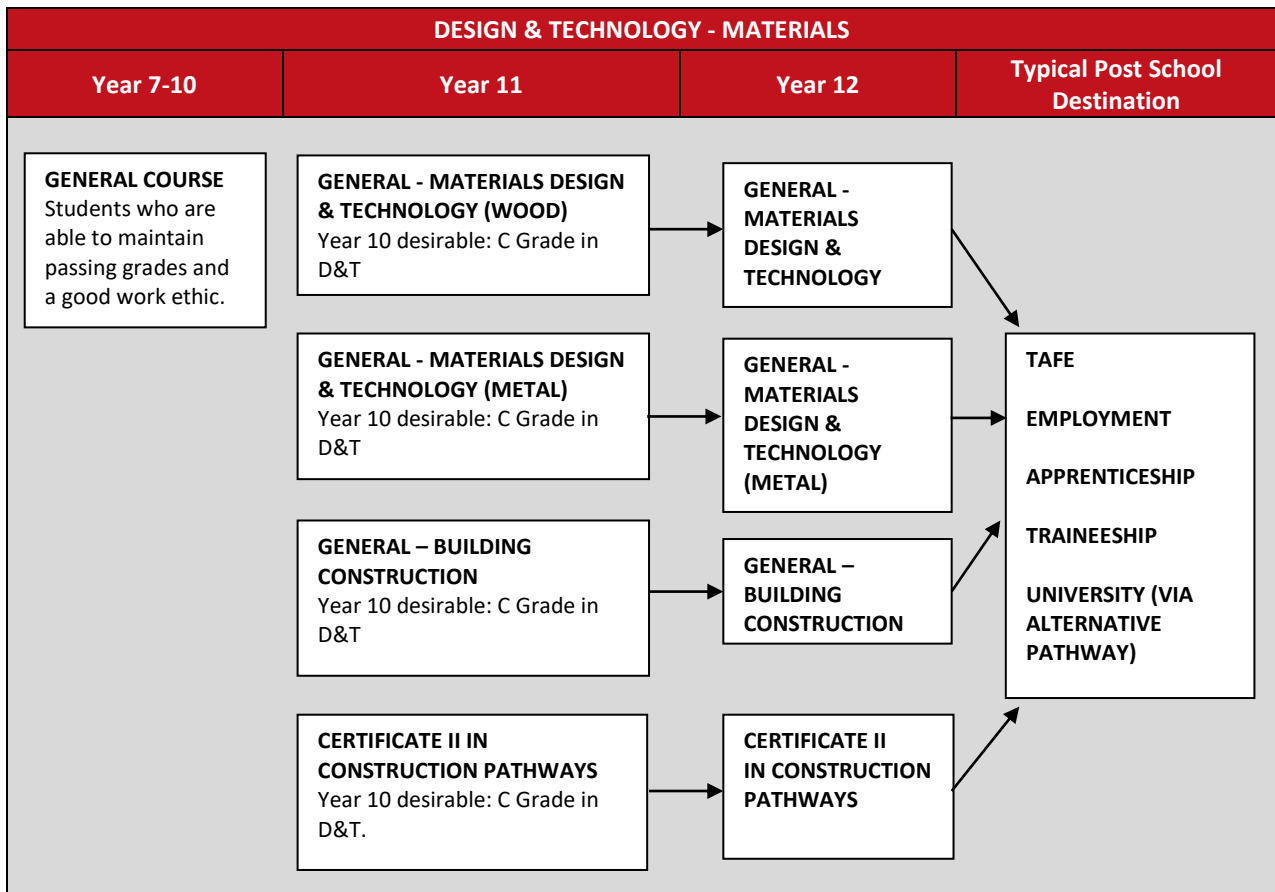 DESIGN & TECHNOLOGY - MATERIALS
Year 7-10
Year 11
Year 12
Typical Post School
Destination
GENERAL COURSE
Students who are
able to maintain
passing grades and
a good work ethic.
GENERAL - MATERIALS DESIGN
& TECHNOLOGY (WOOD)
Year 10 desirable: C Grade in
D&T
GENERAL -
MATERIALS
DESIGN &
TECHNOLOGY
GENERAL - MATERIALS DESIGN
& TECHNOLOGY (METAL)
Year 10 desirable: C Grade in
D&T
GENERAL -
MATERIALS
DESIGN &
TECHNOLOGY
(METAL)
GENERAL – BUILDING
CONSTRUCTION
Year 10 desirable: C Grade in
D&T
GENERAL –
BUILDING
CONSTRUCTION
CERTIFICATE II IN
CONSTRUCTION PATHWAYS
Year 10 desirable: C Grade in
D&T.
CERTIFICATE II
IN CONSTRUCTION
PATHWAYS
TAFE
EMPLOYMENT
APPRENTICESHIP
TRAINEESHIP
UNIVERSITY (VIA
ALTERNATIVE
PATHWAY)